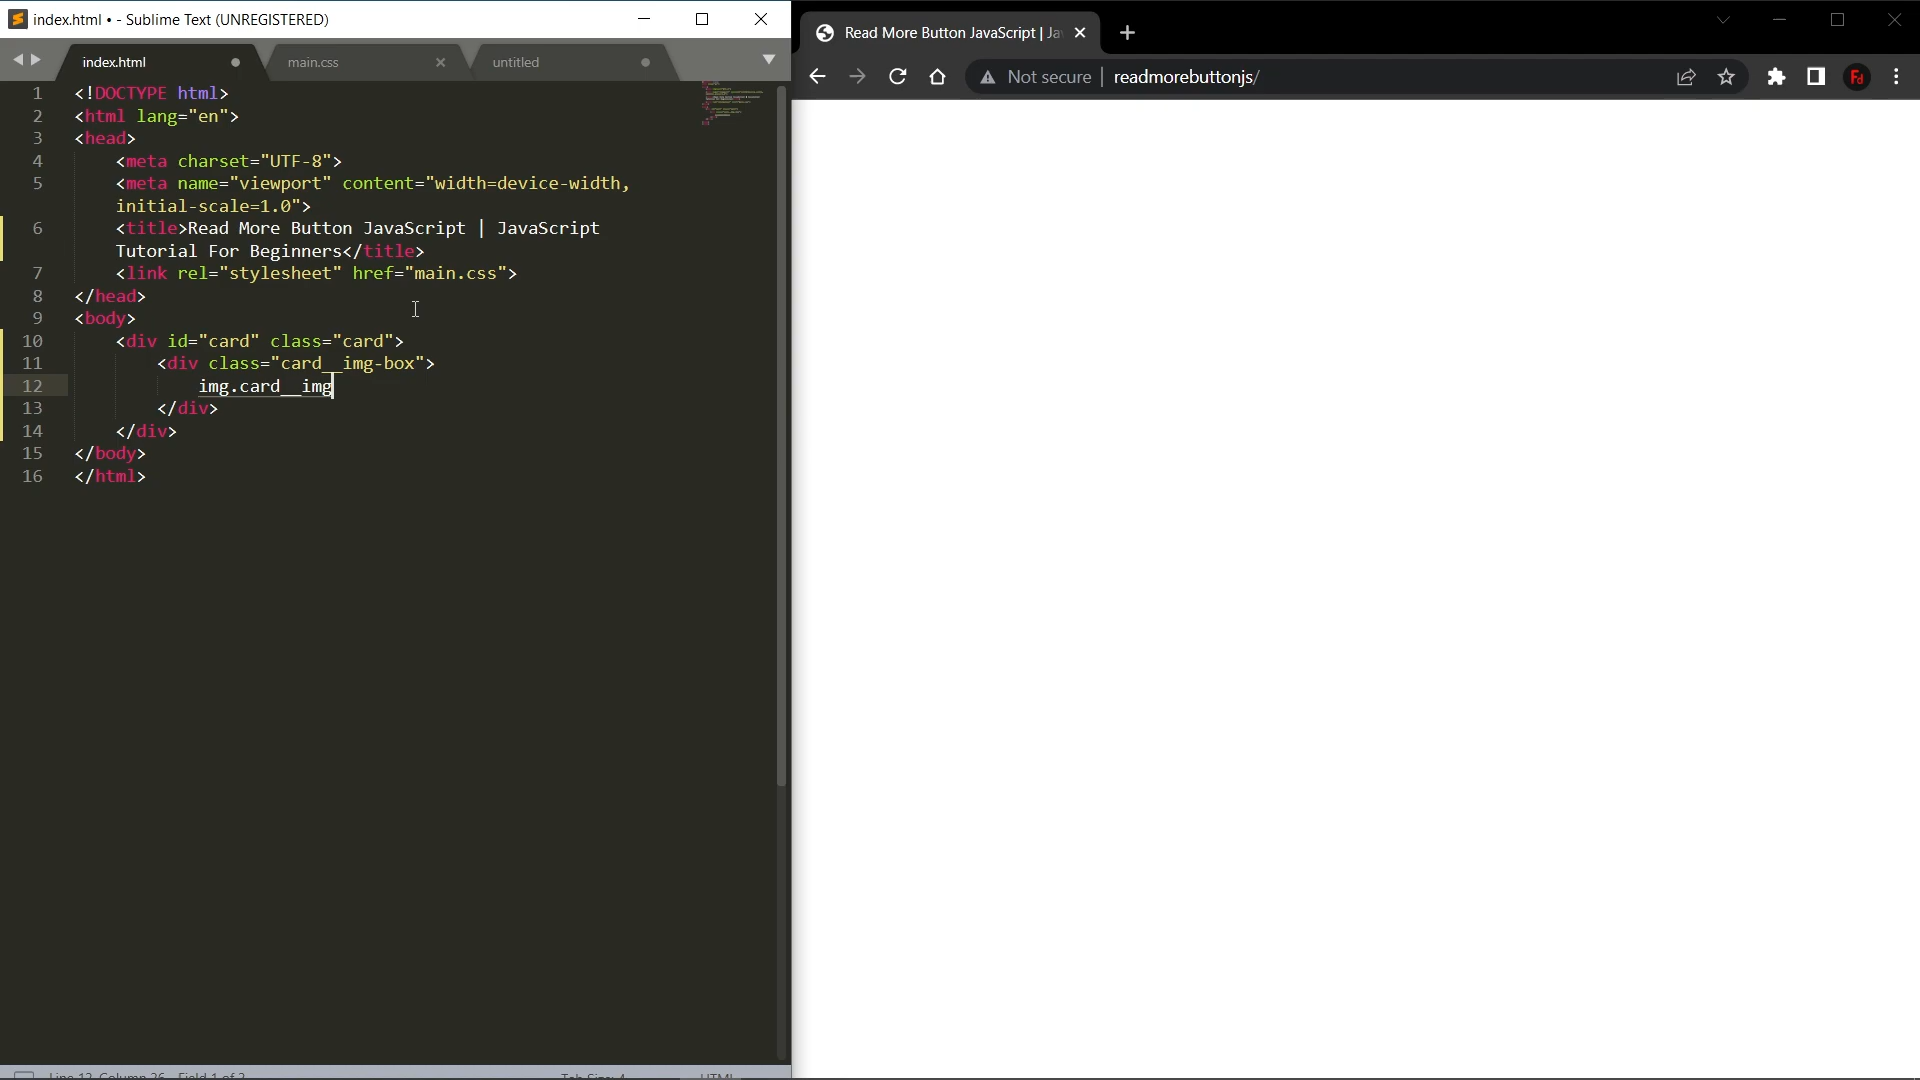 index.html • - Sublime Text (UNREGISTERED)
index.html
main.css
untitled
1 <!DOCTYPE html>
2 <html lang="en">
3 <head>
4 <meta charset="UTF-8">
5 <meta name="viewport" content="width=device-width,
initial-scale=1.0">
6 <title>Read More Button JavaScript | JavaScript
Tutorial For Beginners</title>
7 <link rel="stylesheet" href="main.css">
8 </head>
9 <body>
10 <div id="card" class="card">
11 <div class="card__img-box">
12 img.card__img
13 </div>
14 </div>
15 </body>
16 </html>
Read More Button JavaScript | Ja
Not secure | readmorebuttonjs/
Fd